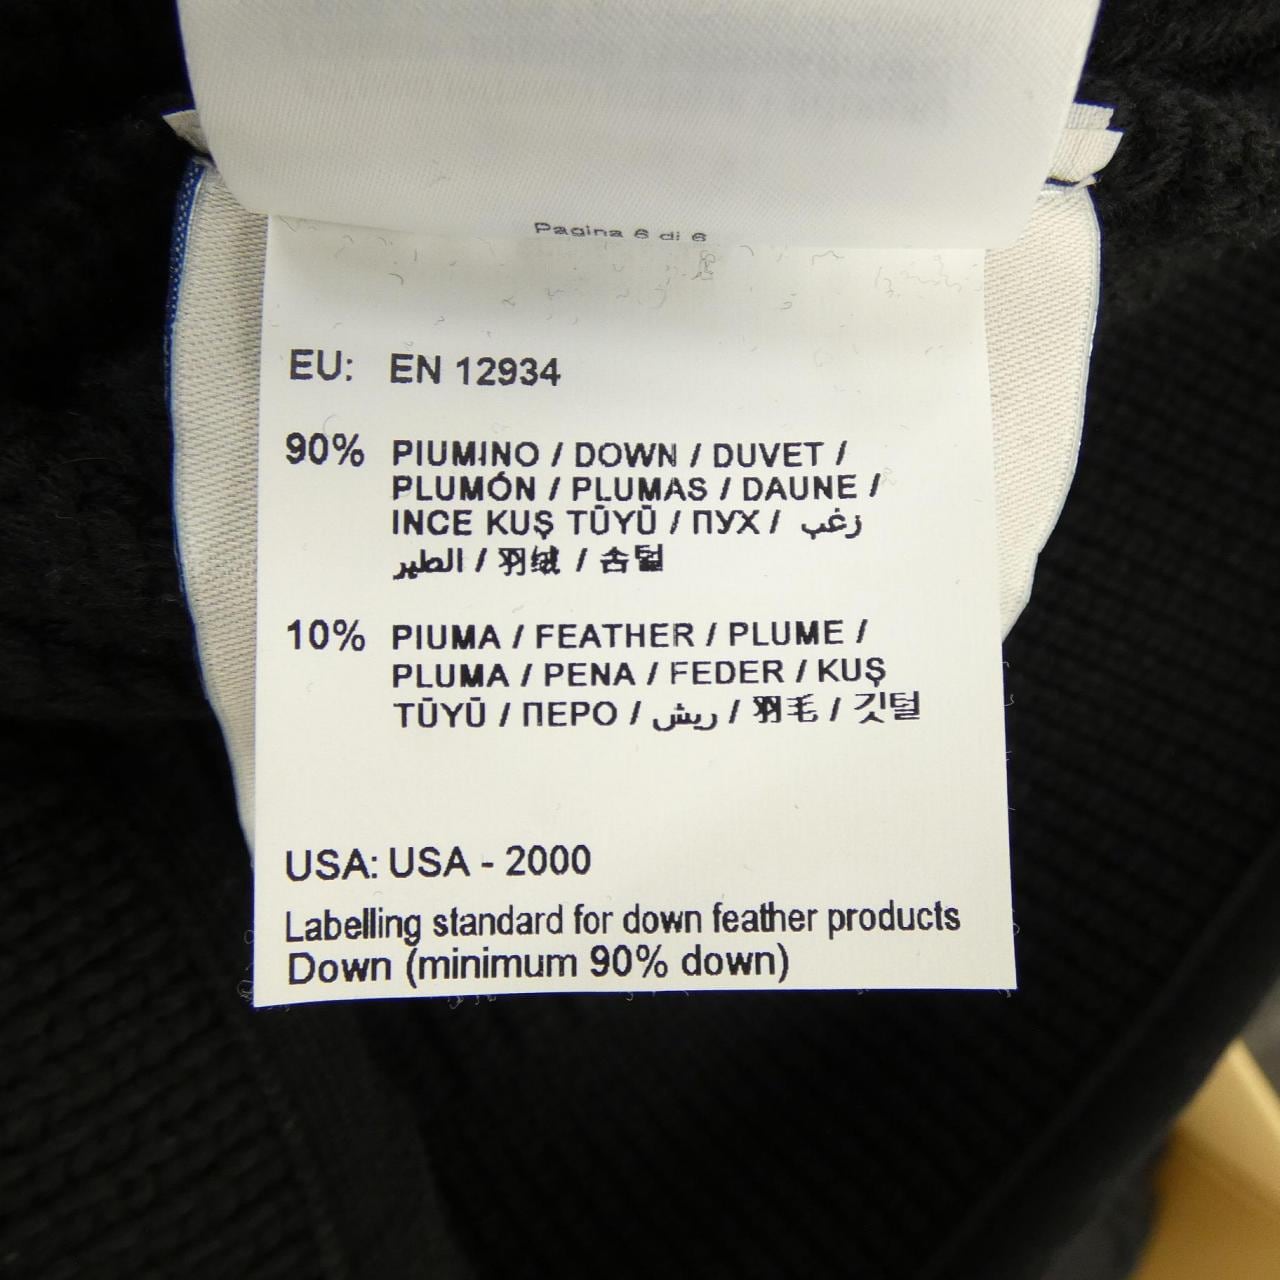 Pagina 6 di 6
EU: EN 12934
90% PIUMINO / DOWN / DUVET /
PLUMÓN / PLUMAS / DAUNE /
INCE KUŞ TÜYÜ / ПУХ / زغب
الطير / 羽绒 / 솜털
10% PIUMA / FEATHER / PLUME /
PLUMA / PENA / FEDER / KUŞ
TÜYÜ / ПЕРО / ريش / 羽毛 / 깃털
USA: USA - 2000
Labelling standard for down feather products
Down (minimum 90% down)